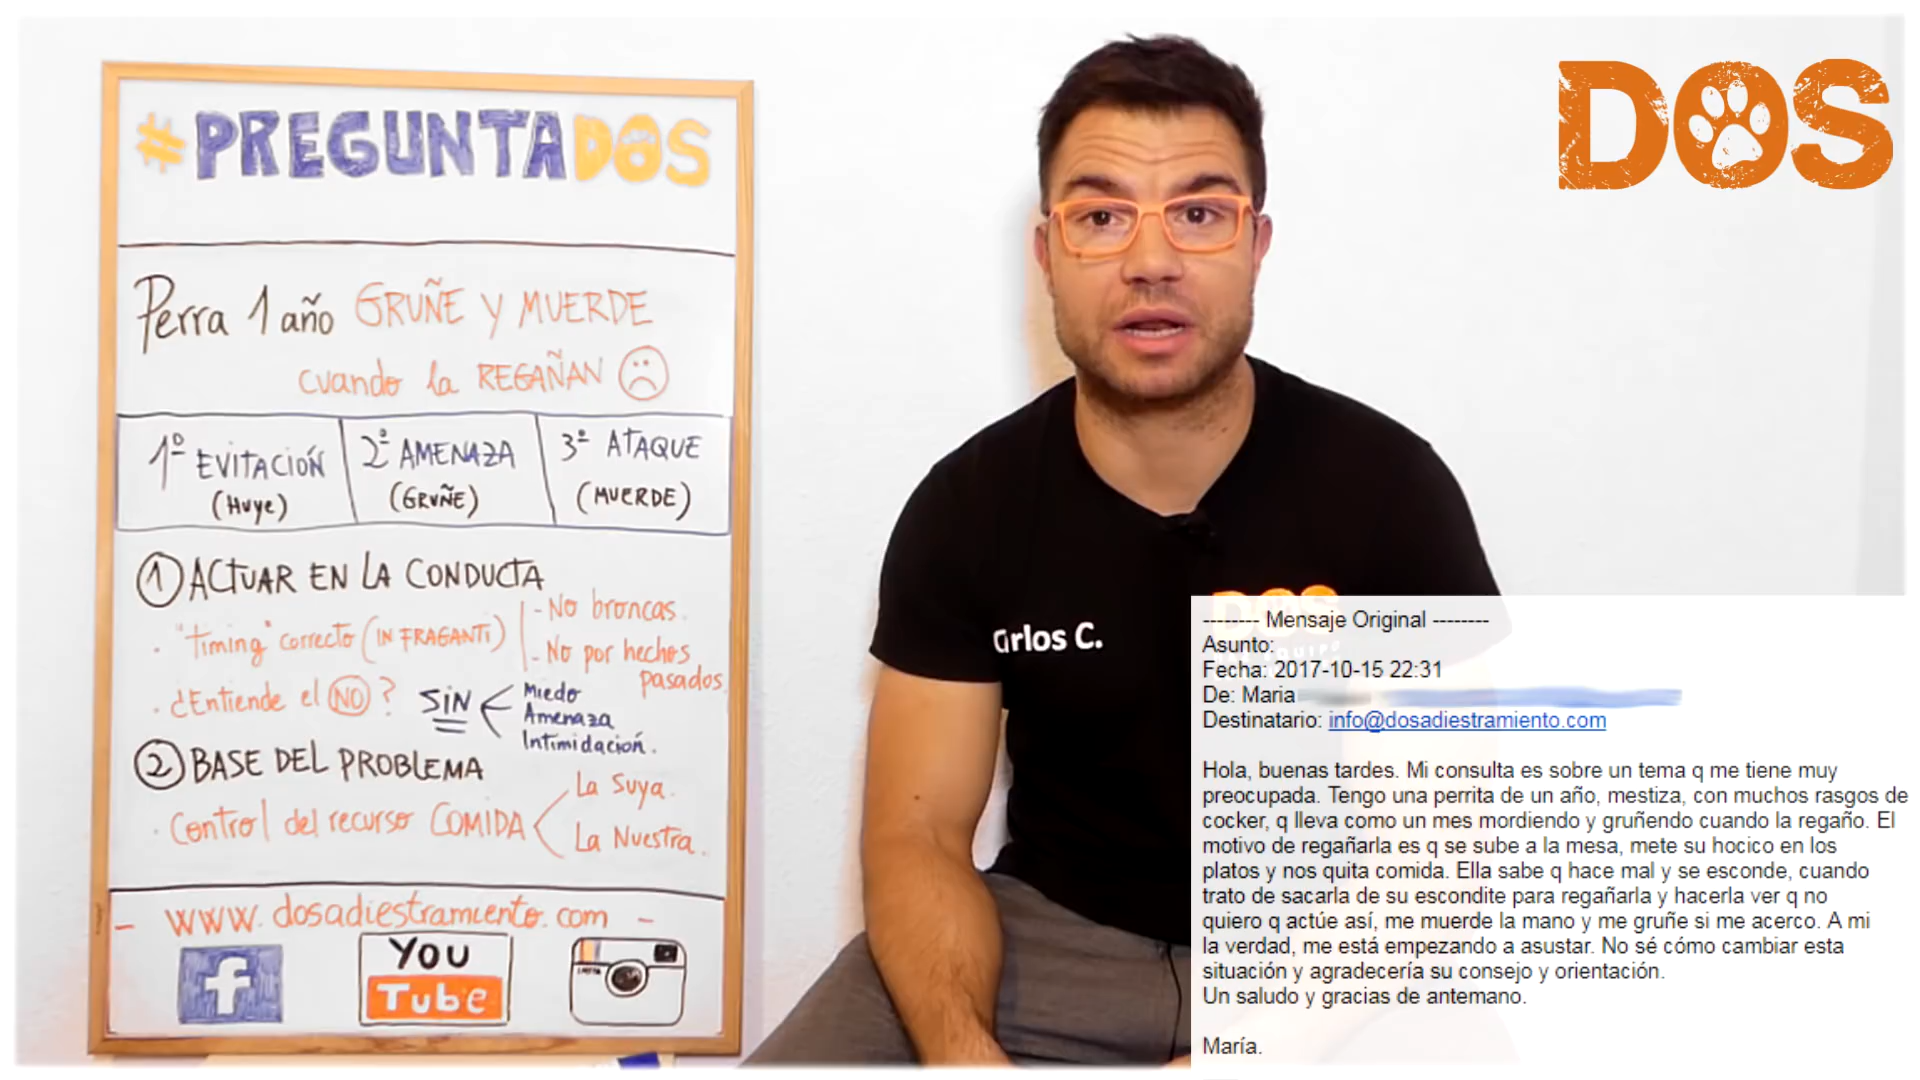 #PREGUNTADOS
Perra 1 año GRUÑE Y MUERDE
cuando la REGAÑAN
1º EVITACIÓN
(Huye)
2º AMENAZA
(GRUÑE)
3º ATAQUE
(MUERDE)
① ACTUAR EN LA CONDUCTA
· "timing" correcto (IN FRAGANTI)
- No broncas.
- No por hechos
pasados
· ¿Entiende el NO? SIN
Miedo
Amenaza
Intimidación.
② BASE DEL PROBLEMA
· Control del recurso COMIDA
La Suya.
La Nuestra.
- WWW.dosadiestramiento.com -
f
You
Tube
DOS
Carlos C.
DOS
-------- Mensaje Original --------
Asunto:
Fecha: 2017-10-15 22:31
De: Maria
Destinatario: info@dosadiestramiento.com
Hola, buenas tardes. Mi consulta es sobre un tema q me tiene muy
preocupada. Tengo una perrita de un año, mestiza, con muchos rasgos de
cocker, q lleva como un mes mordiendo y gruñendo cuando la regaño. El
motivo de regañarla es q se sube a la mesa, mete su hocico en los
platos y nos quita comida. Ella sabe q hace mal y se esconde, cuando
trato de sacarla de su escondite para regañarla y hacerla ver q no
quiero q actúe así, me muerde la mano y me gruñe si me acerco. A mi
la verdad, me está empezando a asustar. No sé cómo cambiar esta
situación y agradecería su consejo y orientación.
Un saludo y gracias de antemano.
María.